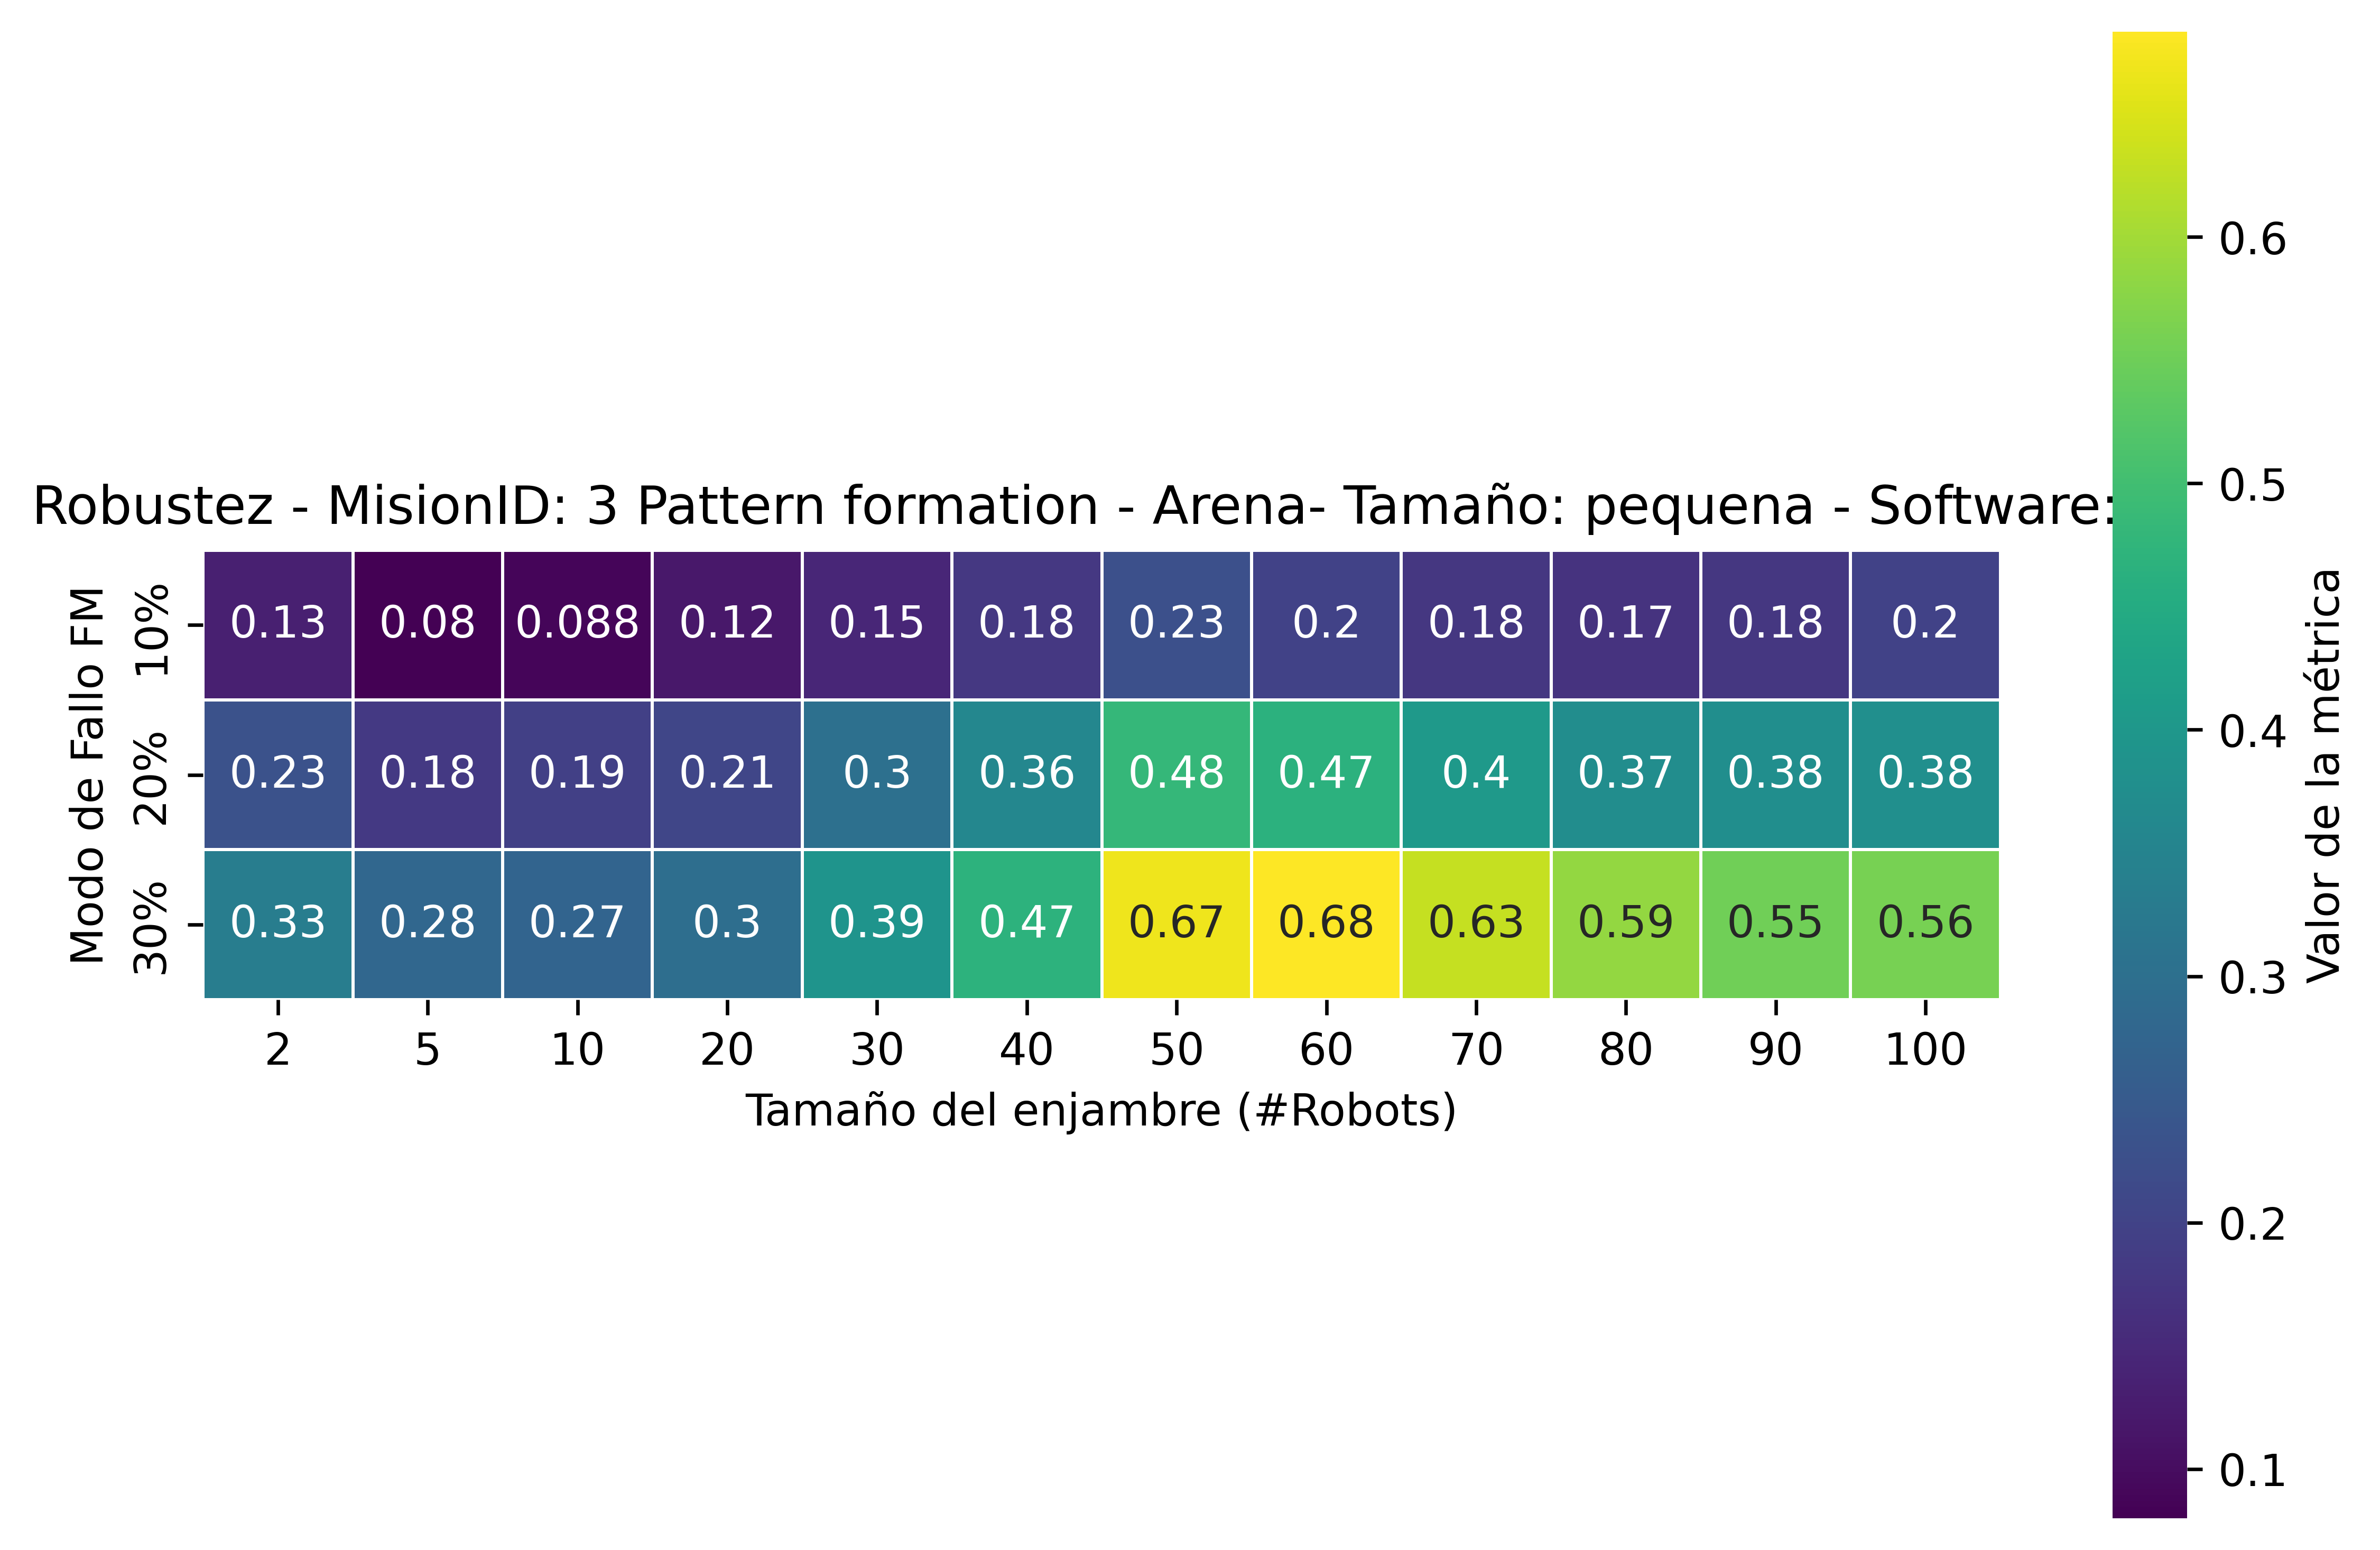 Robustez - MisionID: 3 Pattern formation - Arena- Tamaño: pequena - Software:
Modo de Fallo FM
10% 0.13 0.08 0.088 0.12 0.15 0.18 0.23 0.2 0.18 0.17 0.18 0.2
20% 0.23 0.18 0.19 0.21 0.3 0.36 0.48 0.47 0.4 0.37 0.38 0.38
30% 0.33 0.28 0.27 0.3 0.39 0.47 0.67 0.68 0.63 0.59 0.55 0.56
2 5 10 20 30 40 50 60 70 80 90 100
Tamaño del enjambre (#Robots)
0.6
0.5
0.4
0.3
0.2
0.1
Valor de la métrica